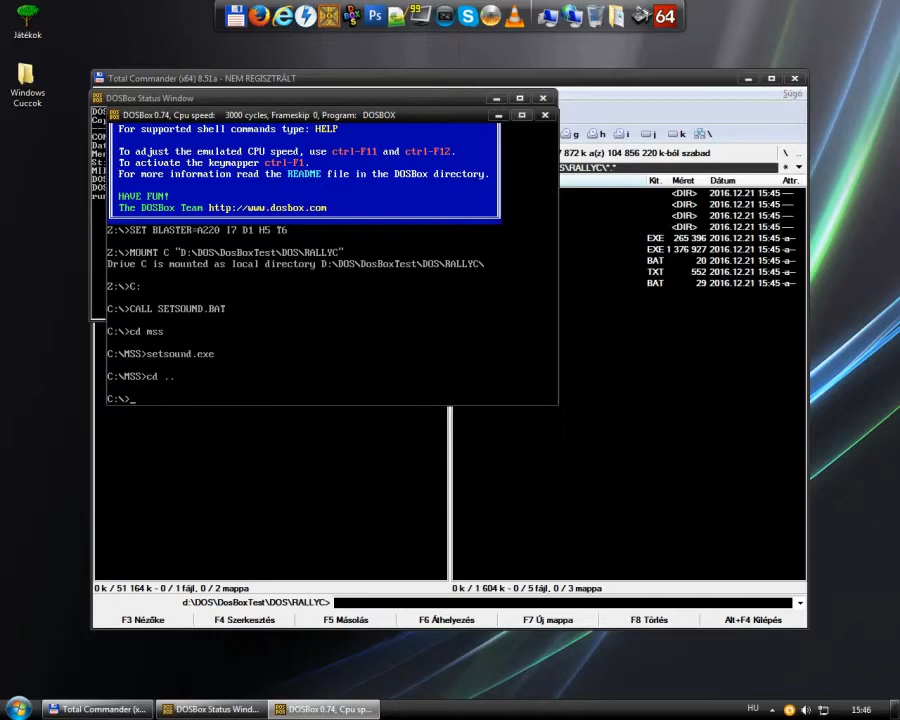 Játékok
Windows
Cuccok
99
64
Total Commander (x64) 8.51a - NEM REGISZTRÁLT
Súgó
DOSBox Status Window
DOSBox 0.74, Cpu speed: 3000 cycles, Frameskip 0, Program: DOSBOX
g h i j k \
872 k a(z) 104 856 220 k-ból szabad \ ..
S\RALLYC\*.* * ▼
Kit. Méret Dátum Attr.
<DIR> 2016.12.21 15:45 ----
<DIR> 2016.12.21 15:45 ----
<DIR> 2016.12.21 15:45 ----
<DIR> 2016.12.21 15:45 ----
EXE 265 396 2016.12.21 15:45 -a--
EXE 1 376 927 2016.12.21 15:45 -a--
BAT 20 2016.12.21 15:45 -a--
TXT 552 2016.12.21 15:45 -a--
BAT 29 2016.12.21 15:45 -a--
For supported shell commands type: HELP
To adjust the emulated CPU speed, use ctrl-F11 and ctrl-F12.
To activate the keymapper ctrl-F1.
For more information read the README file in the DOSBox directory.
HAVE FUN!
The DOSBox Team http://www.dosbox.com
Z:\>SET BLASTER=A220 I7 D1 H5 T6
Z:\>MOUNT C "D:\DOS\DosBoxTest\DOS\RALLYC"
Drive C is mounted as local directory D:\DOS\DosBoxTest\DOS\RALLYC\
Z:\>C:
C:\>CALL SETSOUND.BAT
C:\>cd mss
C:\MSS>setsound.exe
C:\MSS>cd ..
C:\>_
0 k / 51 164 k - 0 / 1 fájl, 0 / 2 mappa
0 k / 1 604 k - 0 / 5 fájl, 0 / 3 mappa
d:\DOS\DosBoxTest\DOS\RALLYC>
F3 Nézőke F4 Szerkesztés F5 Másolás F6 Áthelyezés F7 Új mappa F8 Törlés Alt+F4 Kilépés
Total Commander (x... DOSBox Status Wind... DOSBox 0.74, Cpu sp... HU 15:46